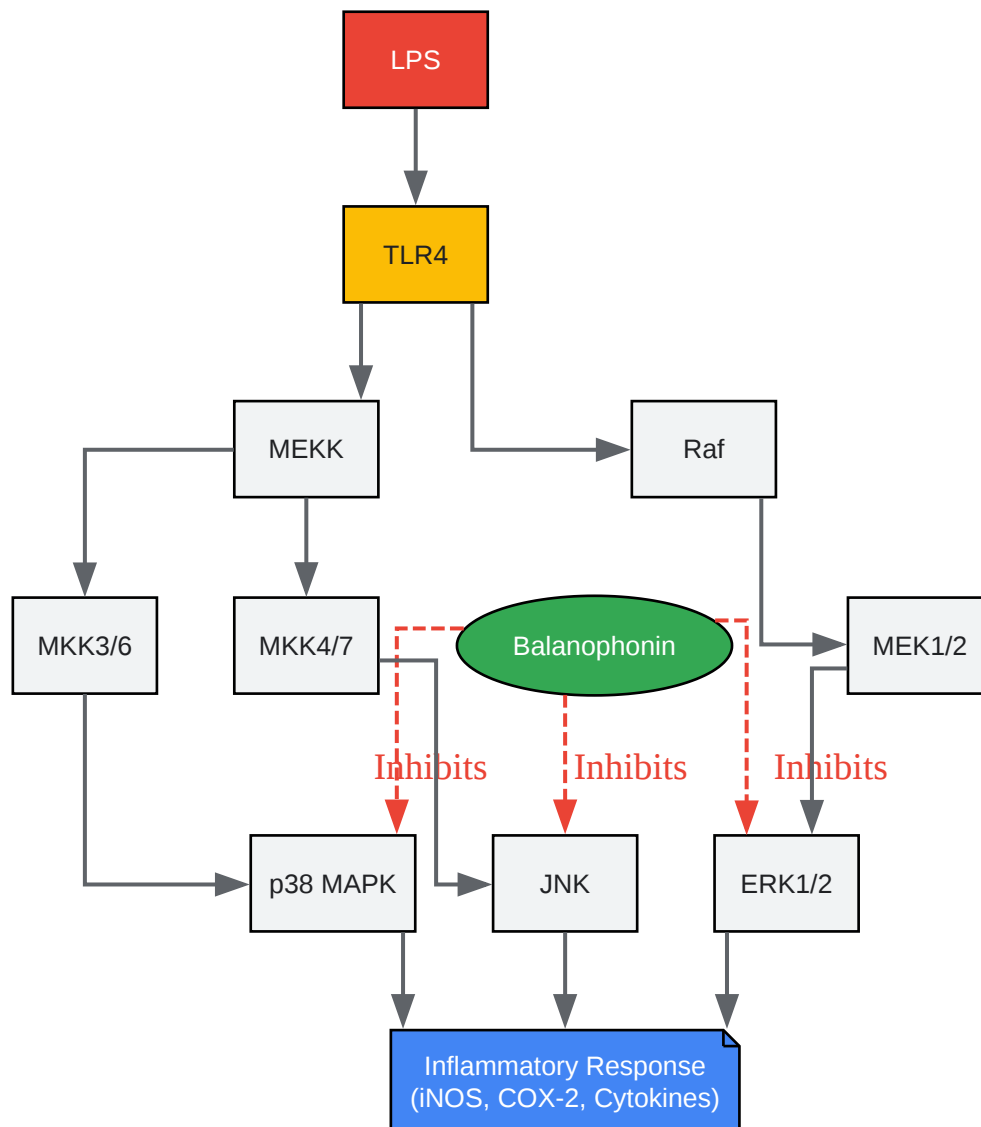 LPS
TLR4
MEKK
Raf
MKK3/6
MKK4/7
Balanophonin
MEK1/2
Inhibits
Inhibits
Inhibits
p38 MAPK
JNK
ERK1/2
Inflammatory Response
(iNOS, COX-2, Cytokines)